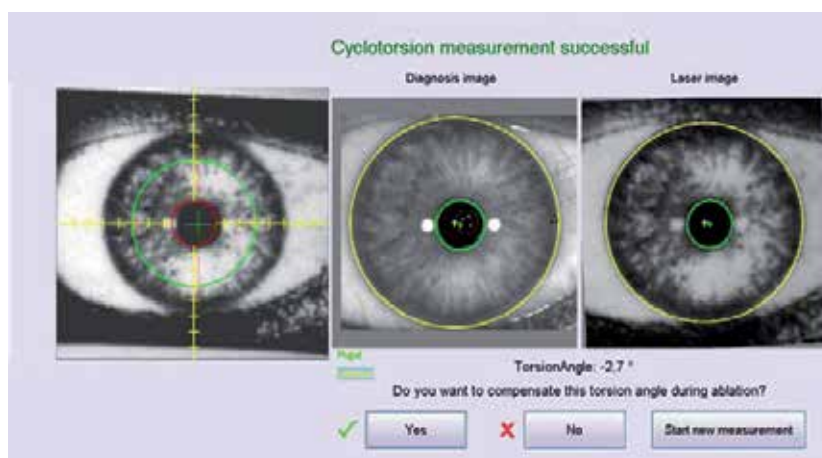 Cyclotorsion measurement successful
Diagnosis image
Laser image
Pupil
TorsionAngle: -2,7 °
Do you want to compensate this torsion angle during ablation?
Yes
No
Start new measurement